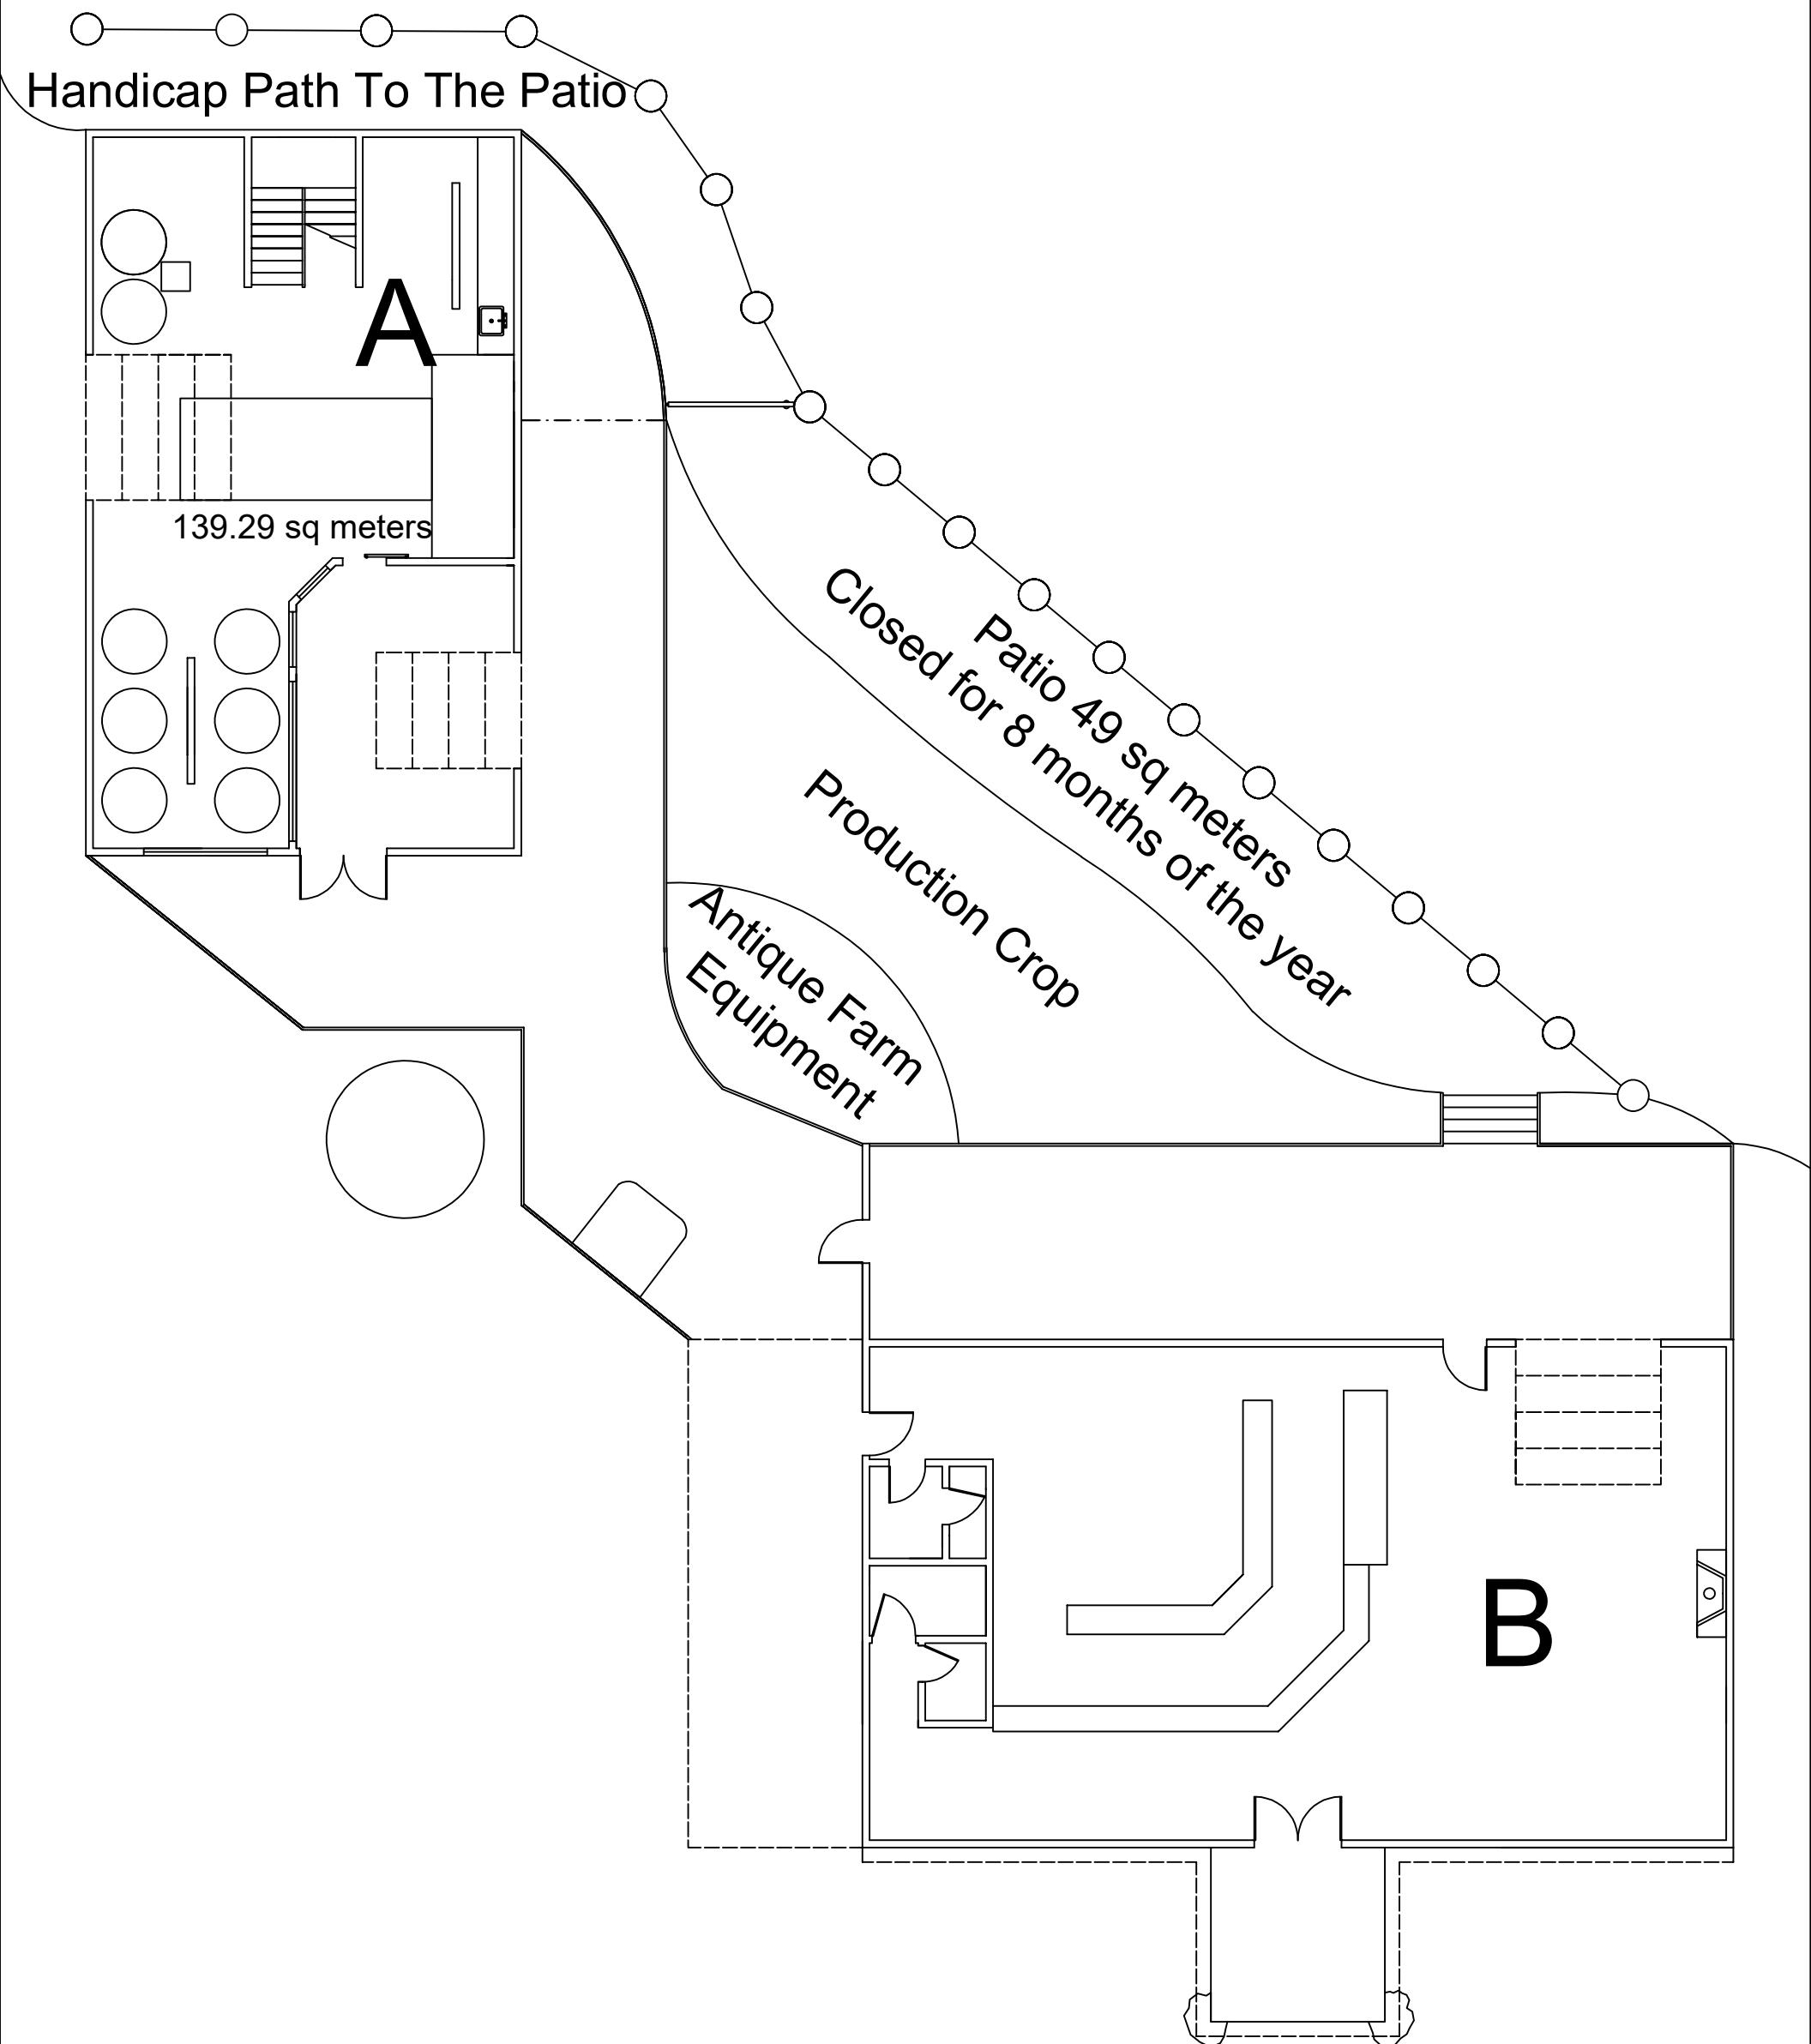 Handicap Path To The Patio
A
139.29 sq meters
Patio 49 sq meters
Closed for 8 months of the year
Production Crop
Antique Farm
Equipment
B